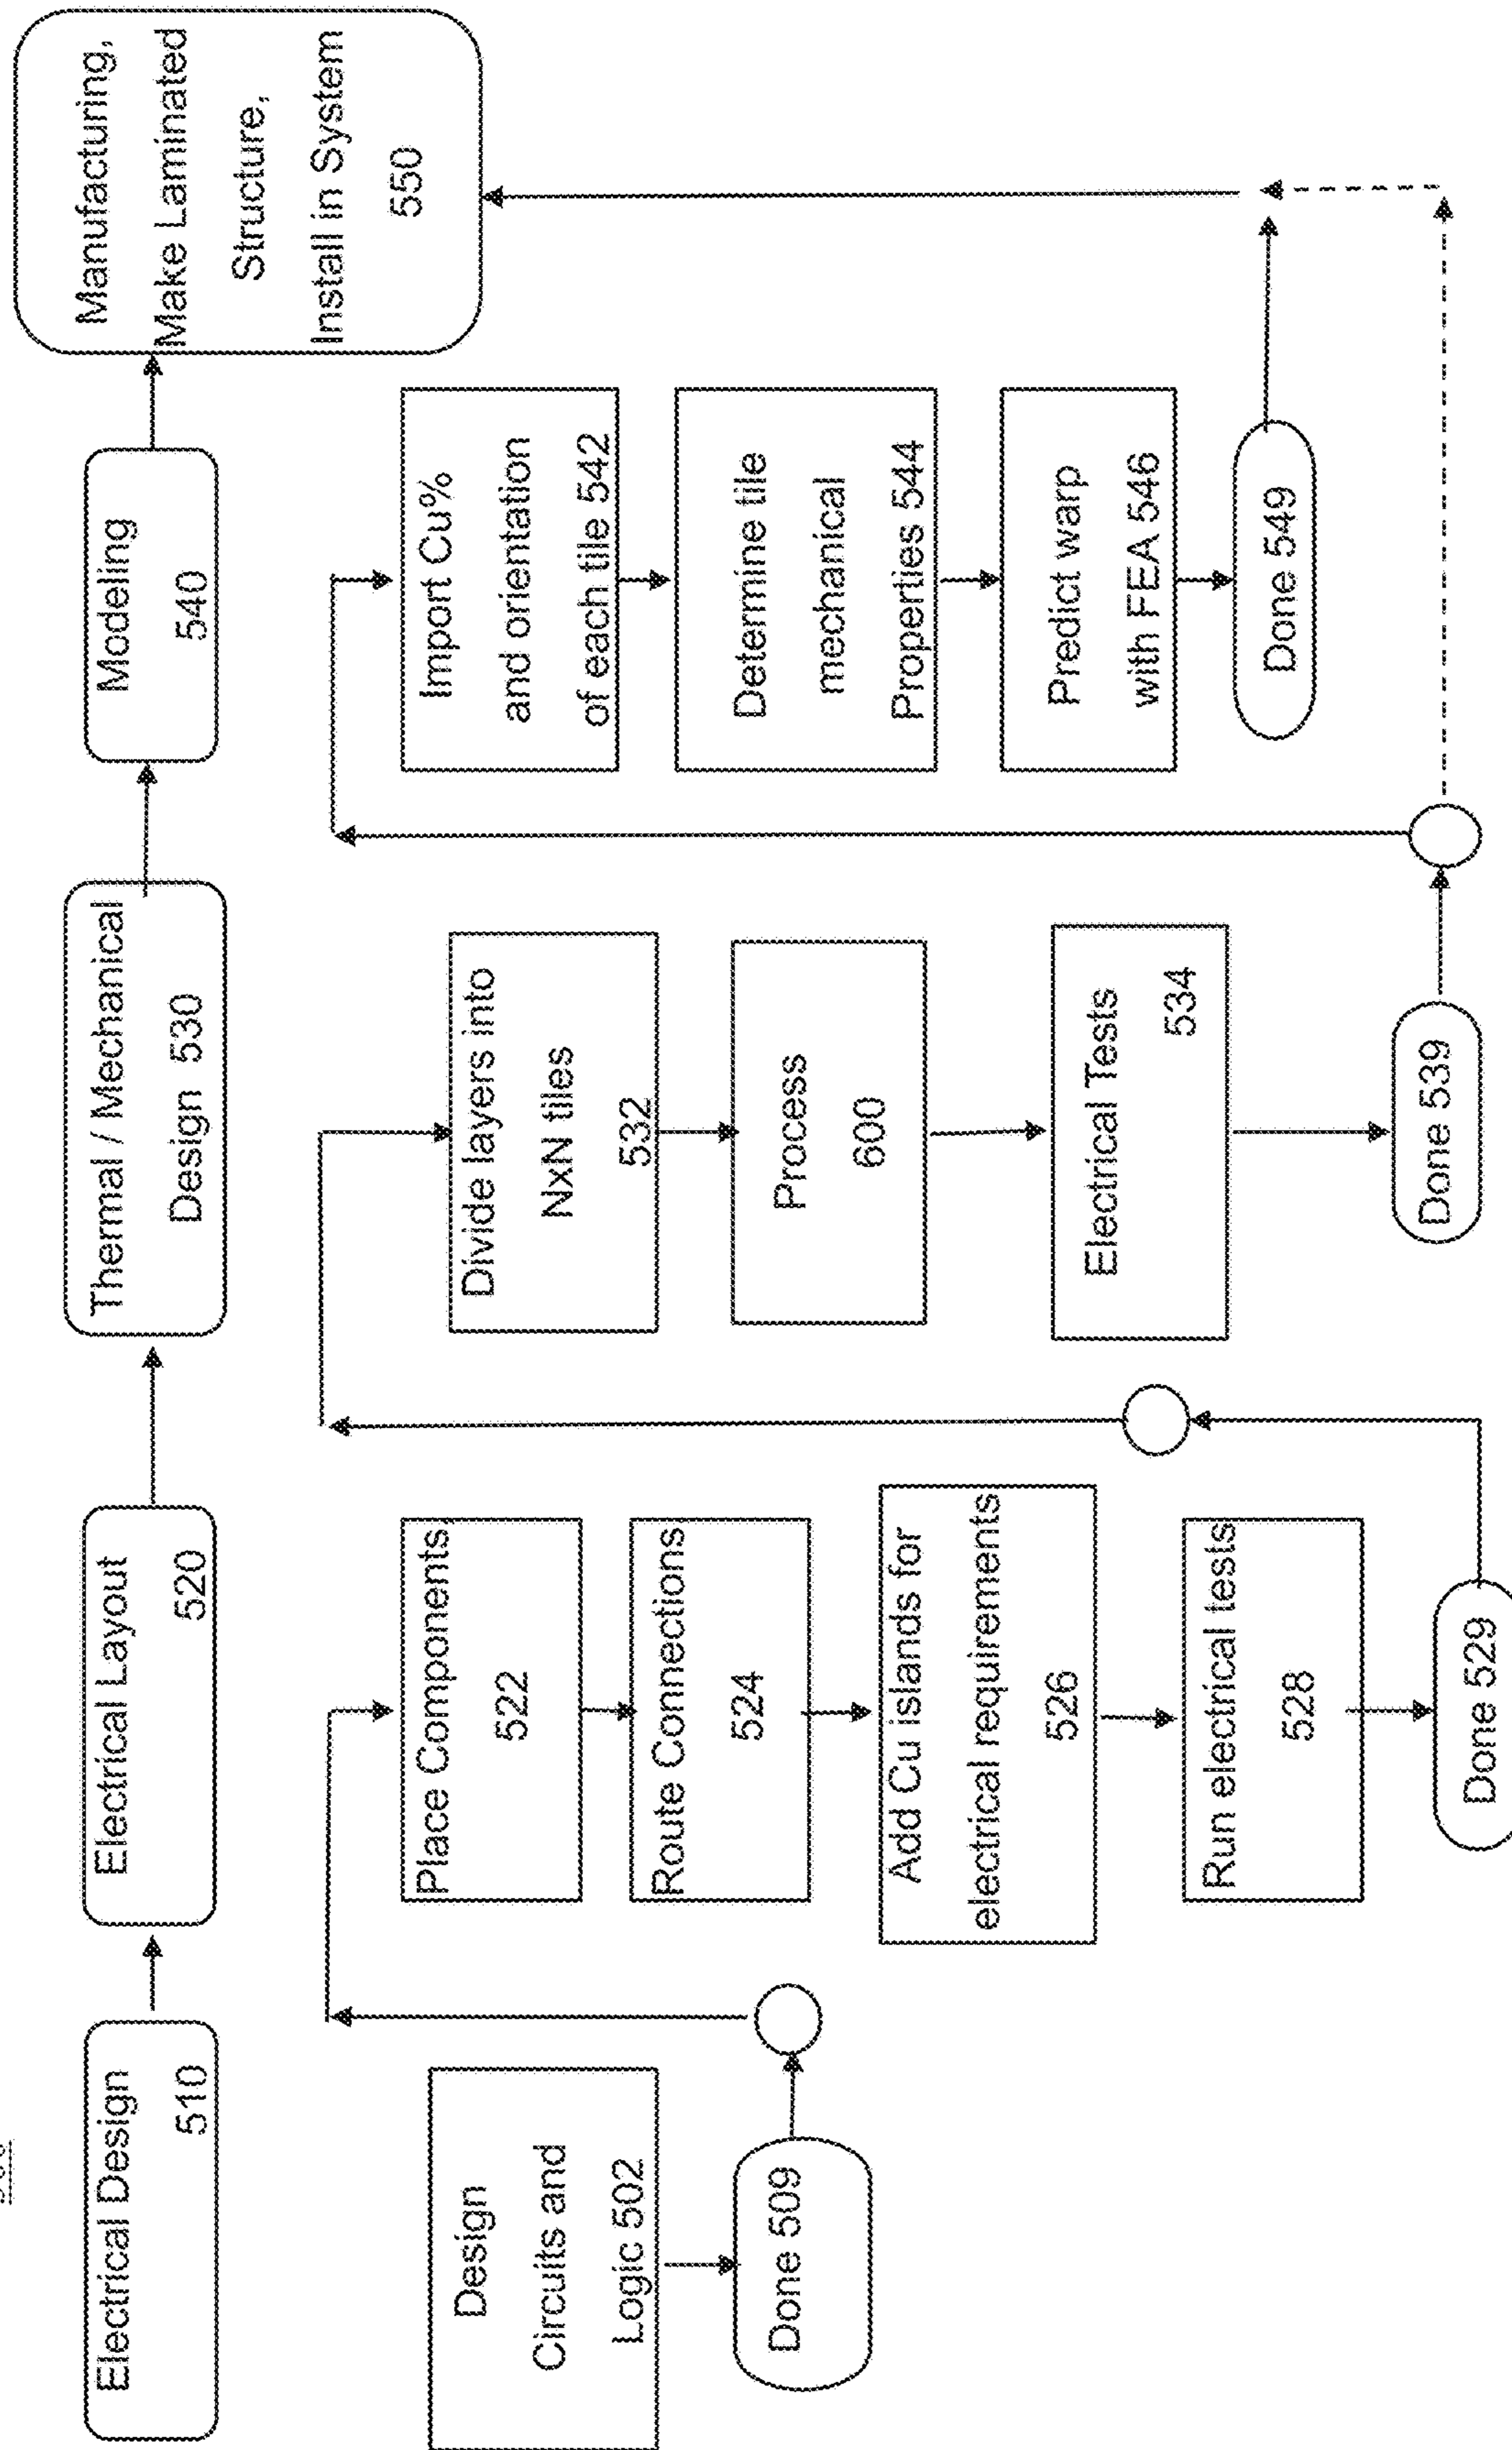 Electrical Design
510
Electrical Layout
520
Thermal / Mechanical
Design 530
Modeling
540
Manufacturing,
Make Laminated
Structure,
Install in System
550
Design
Circuits and
Logic 502
Done 509
Place Components
522
Route Connections
524
Add Cu islands for
electrical requirements
526
Run electrical tests
528
Done 529
Divide layers into
NxN tiles
532
Process
600
Electrical Tests
534
Done 539
Import Cu%
and orientation
of each tile 542
Determine tile
mechanical
Properties 544
Predict warp
with FEA 546
Done 549